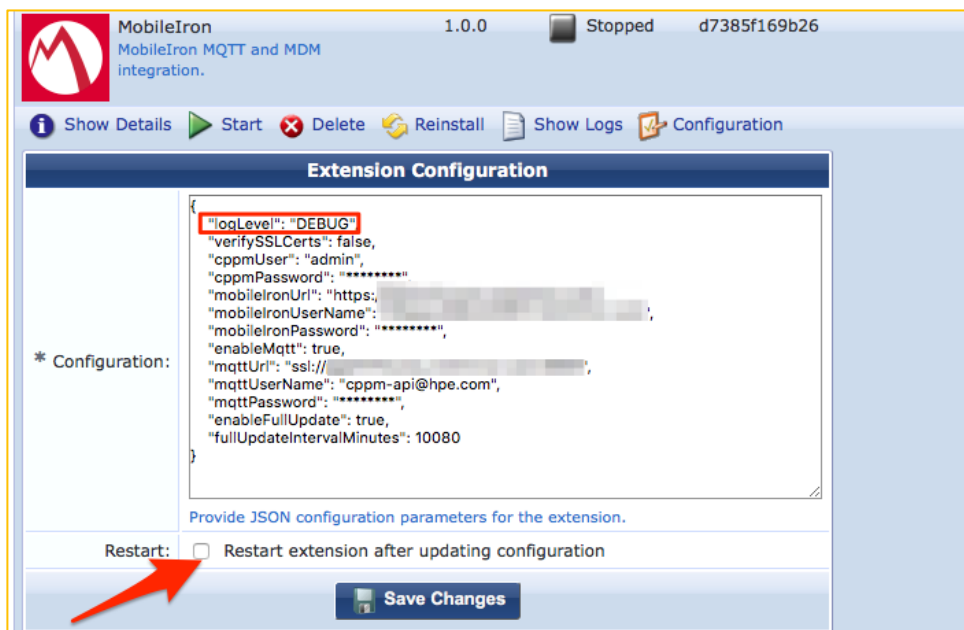 MobileIron 1.0.0 Stopped d7385f169b26
MobileIron MQTT and MDM
integration.
Show Details Start Delete Reinstall Show Logs Configuration
Extension Configuration
{
"logLevel": "DEBUG",
"verifySSLCerts": false,
"cppmUser": "admin",
"cppmPassword": "********",
"mobileIronUrl": "https:/
"mobileIronUserName": ",
"mobileIronPassword": "********",
"enableMqtt": true,
* Configuration:
"mqttUrl": "ssl:// ",
"mqttUserName": "cppm-api@hpe.com",
"mqttPassword": "********",
"enableFullUpdate": true,
"fullUpdateIntervalMinutes": 10080
}
Provide JSON configuration parameters for the extension.
Restart: Restart extension after updating configuration
Save Changes